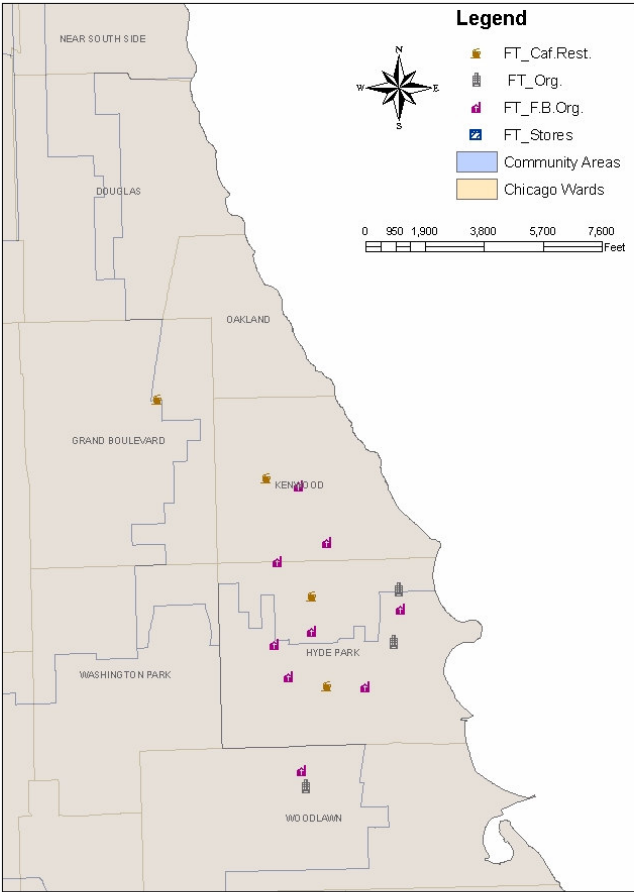 Legend
FT_Caf.Rest.
FT_Org.
FT_F.B.Org.
FT_Stores
Community Areas
Chicago Wards
N
W E
S
0 950 1,900 3,800 5,700 7,600
Feet
NEAR SOUTH SIDE
DOUGLAS
OAKLAND
GRAND BOULEVARD
KENWOOD
HYDE PARK
WASHINGTON PARK
WOODLAWN